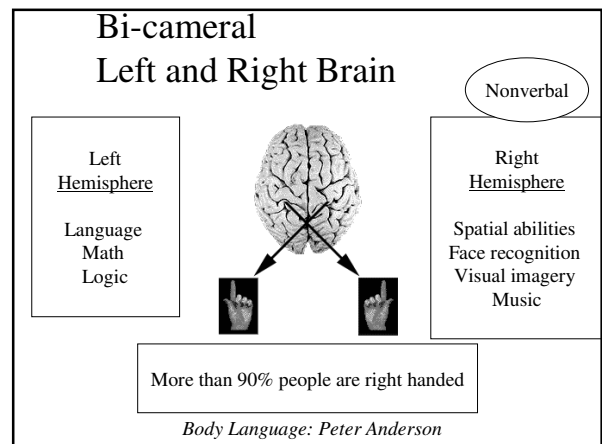 Bi-cameral
Left and Right Brain
Nonverbal
Left
Hemisphere
Language
Math
Logic
Right
Hemisphere
Spatial abilities
Face recognition
Visual imagery
Music
More than 90% people are right handed
Body Language: Peter Anderson